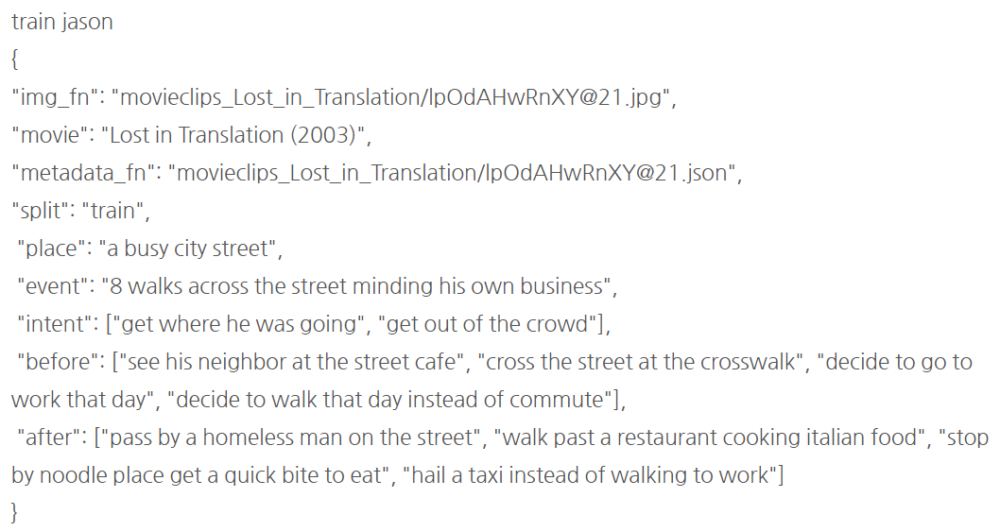 train jason
{
"img_fn": "movieclips_Lost_in_Translation/lpOdAHwRnXY@21.jpg",
"movie": "Lost in Translation (2003)",
"metadata_fn": "movieclips_Lost_in_Translation/lpOdAHwRnXY@21.json",
"split": "train",
"place": "a busy city street",
"event": "8 walks across the street minding his own business",
"intent": ["get where he was going", "get out of the crowd"],
"before": ["see his neighbor at the street cafe", "cross the street at the crosswalk", "decide to go to
work that day", "decide to walk that day instead of commute"],
"after": ["pass by a homeless man on the street", "walk past a restaurant cooking italian food", "stop
by noodle place get a quick bite to eat", "hail a taxi instead of walking to work"]
}